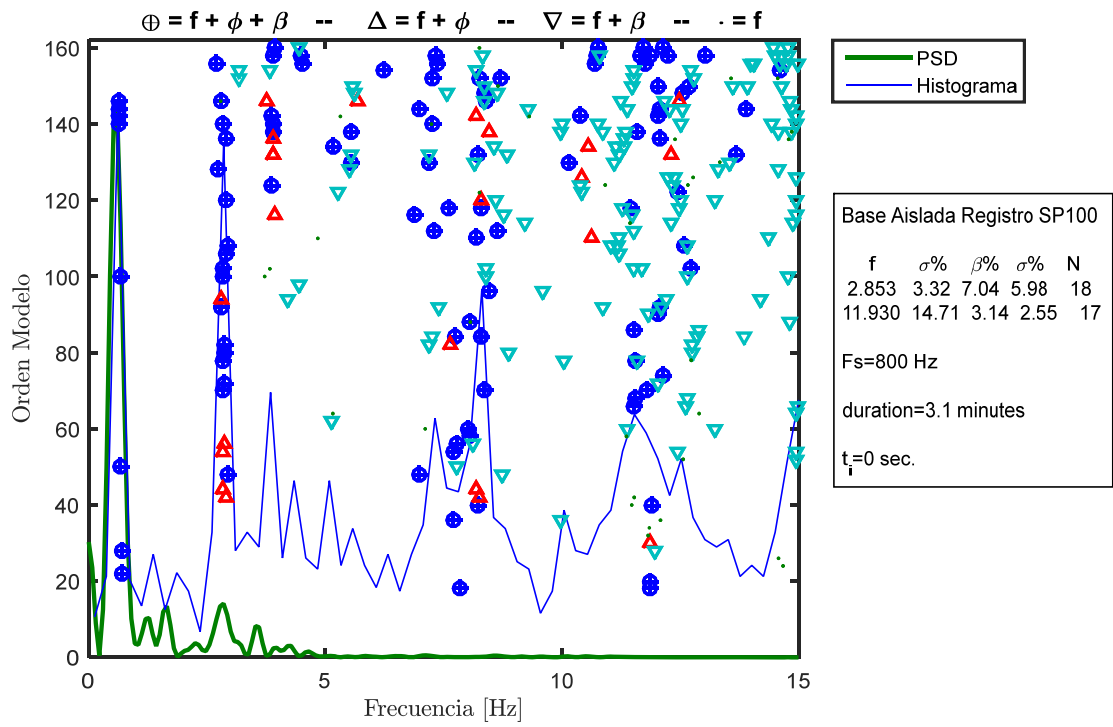 ⊕ = f + ϕ + β -- Δ = f + ϕ -- ∇ = f + β -- · = f
160
140
120
100
80
60
40
20
0
Orden Modelo
0 5 10 15
Frecuencia [Hz]
PSD
Histograma
Base Aislada Registro SP100
f σ% β% σ% N
2.853 3.32 7.04 5.98 18
11.930 14.71 3.14 2.55 17
Fs=800 Hz
duration=3.1 minutes
t_i=0 sec.